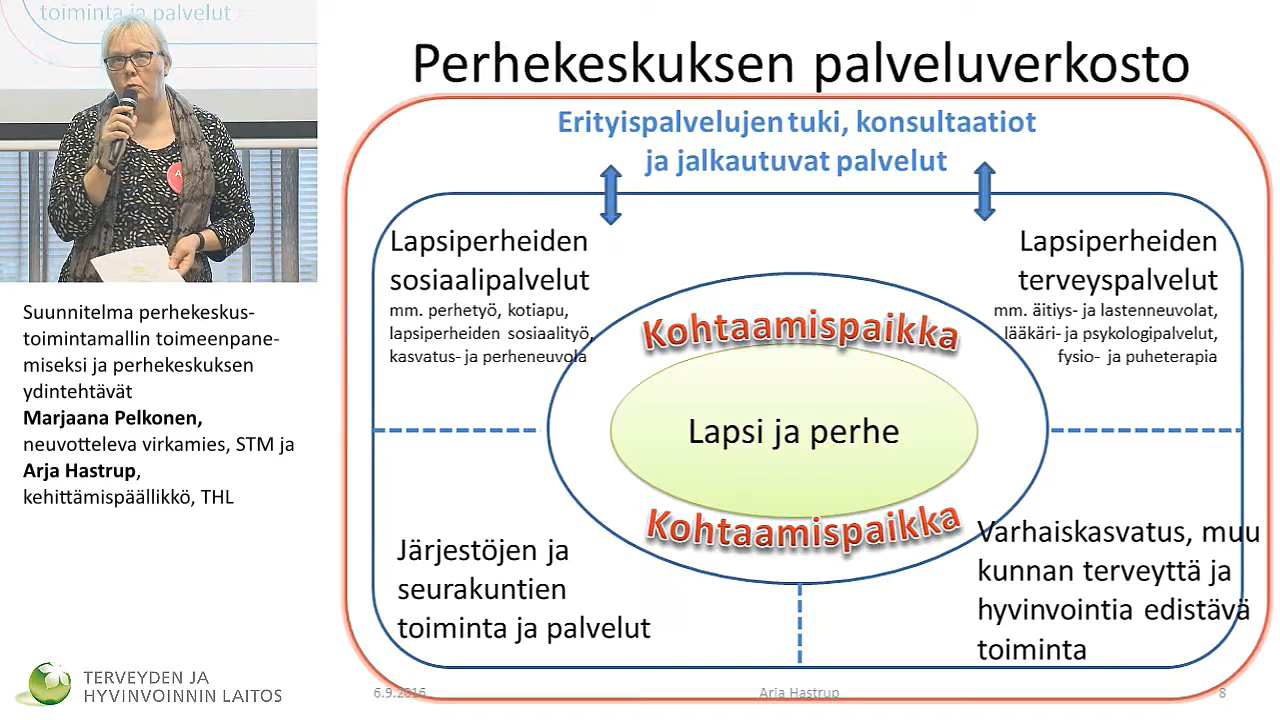 toiminta ja palvelut
Suunnitelma perhekeskus-
toimintamallin toimeenpane-
miseksi ja perhekeskuksen
ydintehtävät
Marjaana Pelkonen,
neuvotteleva virkamies, STM ja
Arja Hastrup,
kehittämispäällikkö, THL
TERVEYDEN JA
HYVINVOINNIN LAITOS
Perhekeskuksen palveluverkosto
Erityispalvelujen tuki, konsultaatiot
ja jalkautuvat palvelut
Lapsiperheiden
sosiaalipalvelut
mm. perhetyö, kotiapu,
lapsiperheiden sosiaalityö,
kasvatus- ja perheneuvola
Lapsiperheiden
terveyspalvelut
mm. äitiys- ja lastenneuvolat,
lääkäri- ja psykologipalvelut,
fysio- ja puheterapia
Kohtaamispaikka
Lapsi ja perhe
Kohtaamispaikka
Järjestöjen ja
seurakuntien
toiminta ja palvelut
Varhaiskasvatus, muu
kunnan terveyttä ja
hyvinvointia edistävä
toiminta
6.9.2016
Arja Hastrup
8